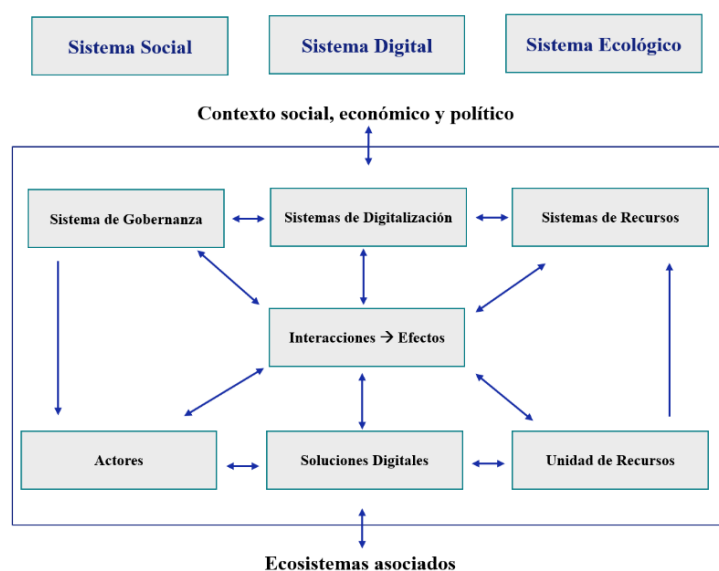 Sistema Social
Sistema Digital
Sistema Ecológico
Contexto social, económico y político
Sistema de Gobernanza
Sistemas de Digitalización
Sistemas de Recursos
Interacciones → Efectos
Actores
Soluciones Digitales
Unidad de Recursos
Ecosistemas asociados